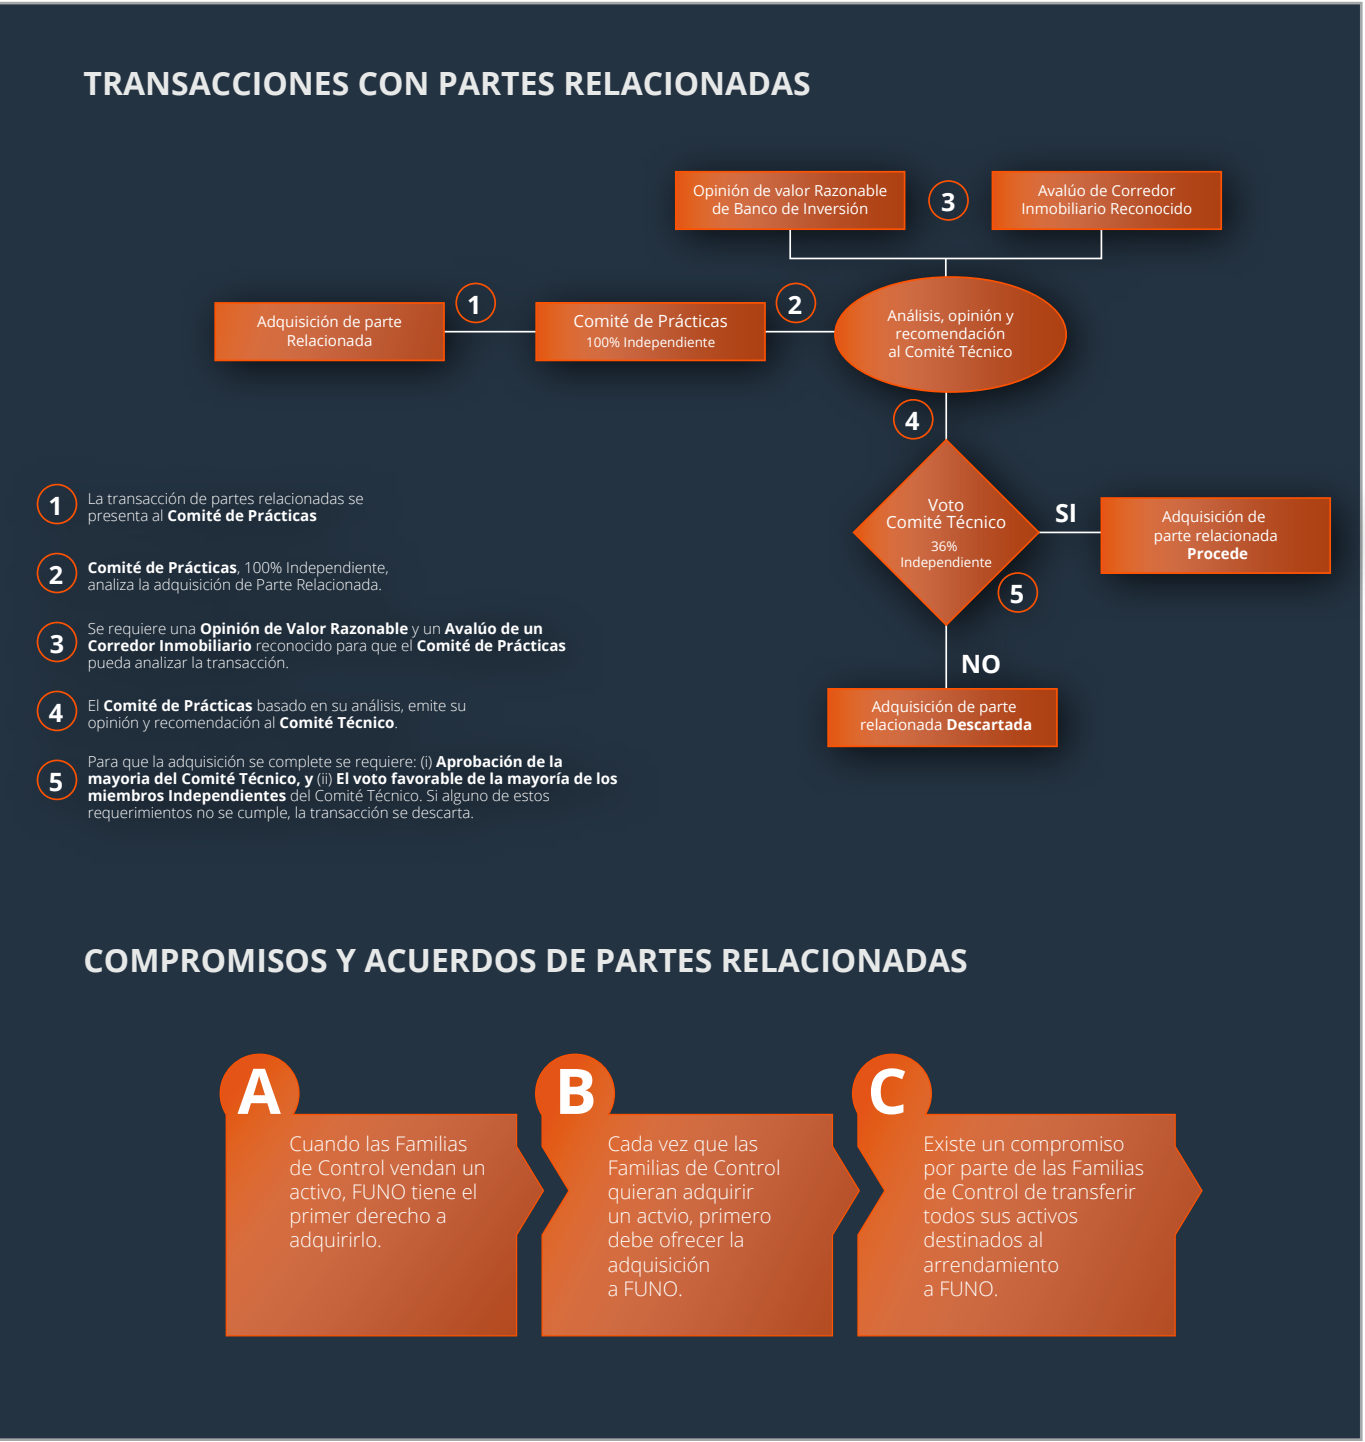 TRANSACCIONES CON PARTES RELACIONADAS
Opinión de valor Razonable
de Banco de Inversión
3
Avalúo de Corredor
Inmobiliario Reconocido
Adquisición de parte
Relacionada
1
Comité de Prácticas
100% Independiente
2
Análisis, opinión y
recomendación
al Comité Técnico
4
Voto
Comité Técnico
36%
Independiente
SI
Adquisición de
parte relacionada
Procede
5
NO
Adquisición de parte
relacionada Descartada
1
La transacción de partes relacionadas se
presenta al Comité de Prácticas
2
Comité de Prácticas, 100% Independiente,
analiza la adquisición de Parte Relacionada.
3
Se requiere una Opinión de Valor Razonable y un Avalúo de un
Corredor Inmobiliario reconocido para que el Comité de Prácticas
pueda analizar la transacción.
4
El Comité de Prácticas basado en su análisis, emite su
opinión y recomendación al Comité Técnico.
5
Para que la adquisición se complete se requiere: (i) Aprobación de la
mayoria del Comité Técnico, y (ii) El voto favorable de la mayoría de los
miembros Independientes del Comité Técnico. Si alguno de estos
requerimientos no se cumple, la transacción se descarta.
COMPROMISOS Y ACUERDOS DE PARTES RELACIONADAS
A
Cuando las Familias
de Control vendan un
activo, FUNO tiene el
primer derecho a
adquirirlo.
B
Cada vez que las
Familias de Control
quieran adquirir
un actvio, primero
debe ofrecer la
adquisición
a FUNO.
C
Existe un compromiso
por parte de las Familias
de Control de transferir
todos sus activos
destinados al
arrendamiento
a FUNO.